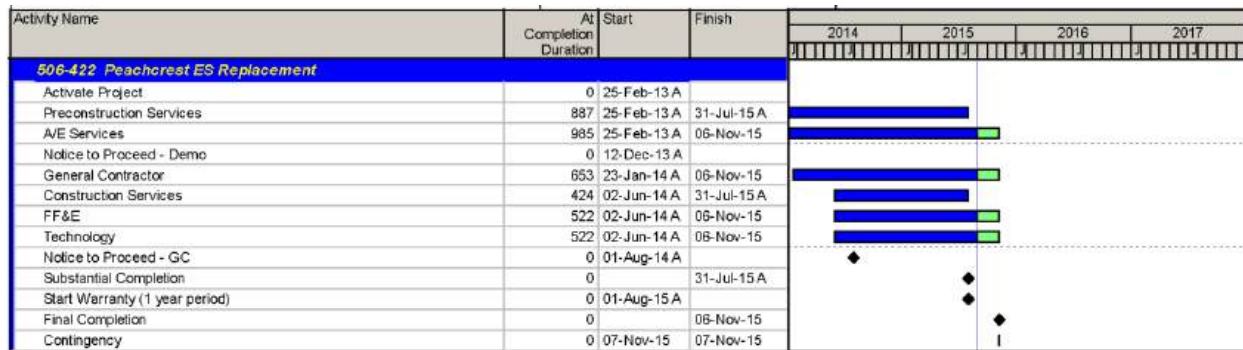 Activity Name At Completion Duration Start Finish
2014 2015 2016 2017
J J J J J J J J
506-422 Peachcrest ES Replacement
Activate Project 0 25-Feb-13 A
Preconstruction Services 887 25-Feb-13 A 31-Jul-15 A
A/E Services 985 25-Feb-13 A 06-Nov-15
Notice to Proceed - Demo 0 12-Dec-13 A
General Contractor 653 23-Jan-14 A 06-Nov-15
Construction Services 424 02-Jun-14 A 31-Jul-15 A
FF&E 522 02-Jun-14 A 06-Nov-15
Technology 522 02-Jun-14 A 06-Nov-15
Notice to Proceed - GC 0 01-Aug-14 A
Substantial Completion 0 31-Jul-15 A
Start Warranty (1 year period) 0 01-Aug-15 A
Final Completion 0 06-Nov-15
Contingency 0 07-Nov-15 07-Nov-15